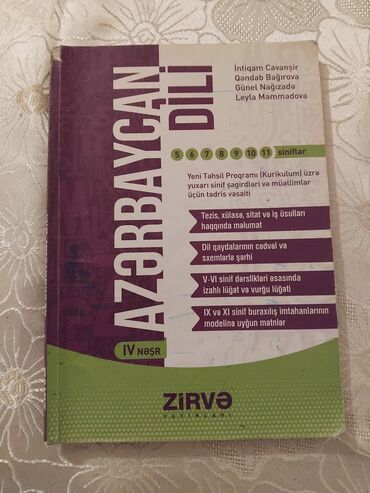 İntiqam Cavanşir
Qəndab Bağırova
Günel Nağızadə
Leyla Məmmədova
AZƏRBAYCAN
DİLİ
5 6 7 8 9 10 11 siniflər
Yeni Təhsil Proqramı (Kurikulum) üzrə
yuxarı sinif şagirdləri və müəllimlər
üçün tədris vəsaiti
Tezis, xülasə, sitat və iş üsulları
haqqında məlumat
Dil qaydalarının cədvəl və
sxemlərlə şərhi
V-VI sinif dərslikləri əsasında
izahlı lüğət və vurğu lüğəti
IX və XI sinif buraxılış imtahanlarının
modelinə uyğun mətnlər
IV NƏŞR
ZİRVƏ
YAYINLARI